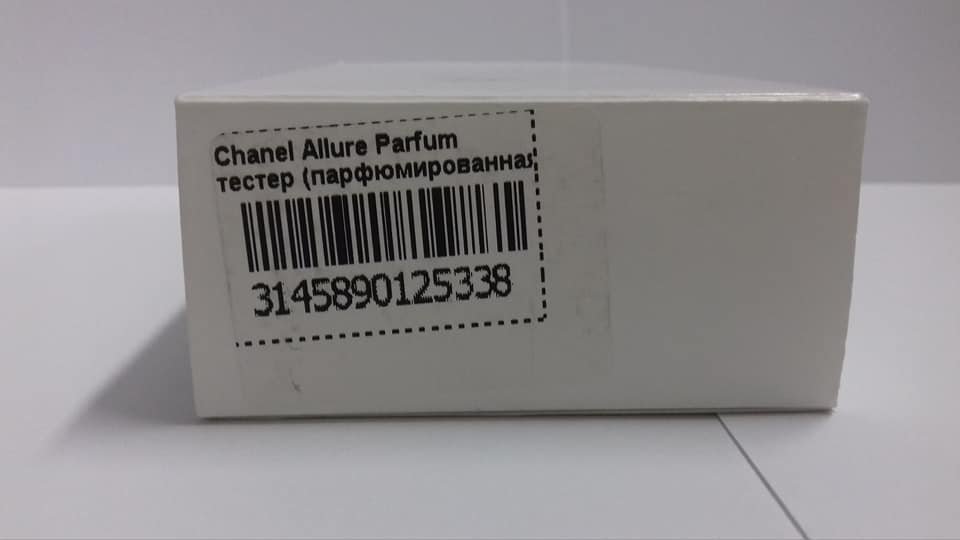 Chanel Allure Parfum
тестер (парфюмированная
3145890125338